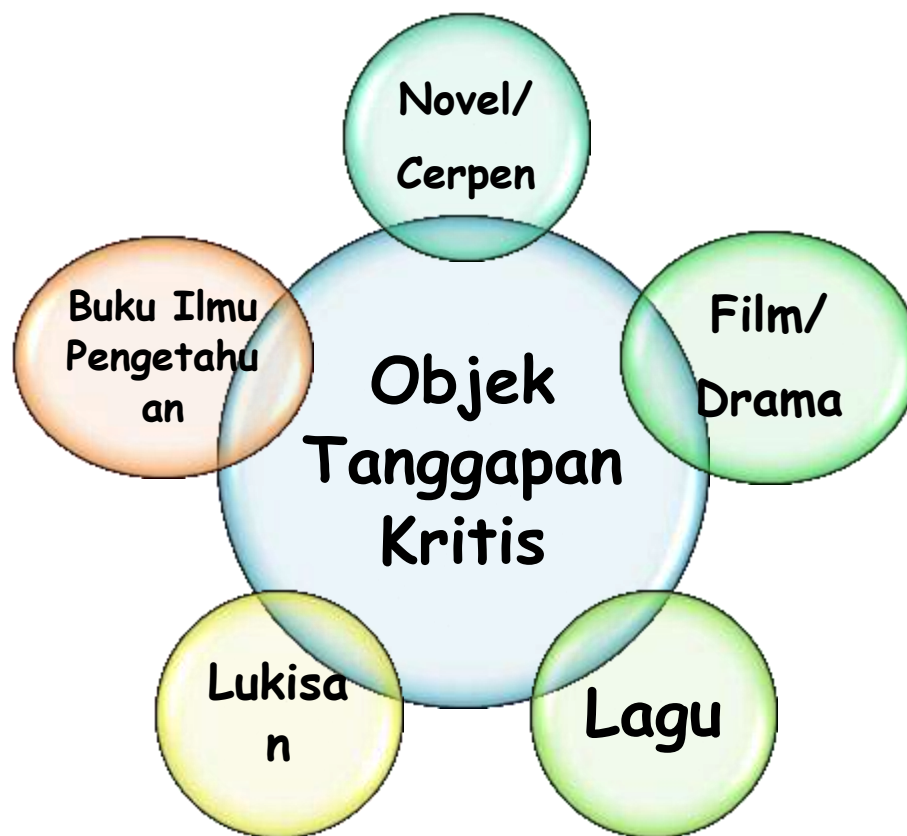 Novel/
Cerpen
Film/
Drama
Lagu
Lukisa
n
Buku Ilmu
Pengetahu
an
Objek
Tanggapan
Kritis